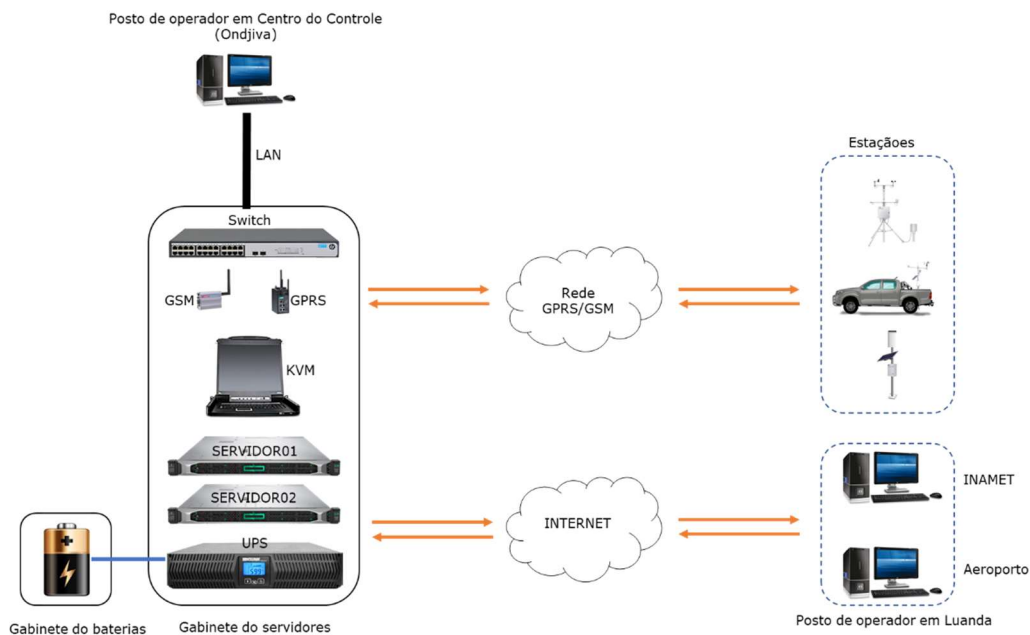 Posto de operador em Centro do Controle
(Ondjiva)
LAN
Estaçãoes
Switch
GSM
GPRS
Rede
GPRS/GSM
KVM
SERVIDOR01
SERVIDOR02
INTERNET
INAMET
UPS
Aeroporto
Gabinete do baterias
Gabinete do servidores
Posto de operador em Luanda